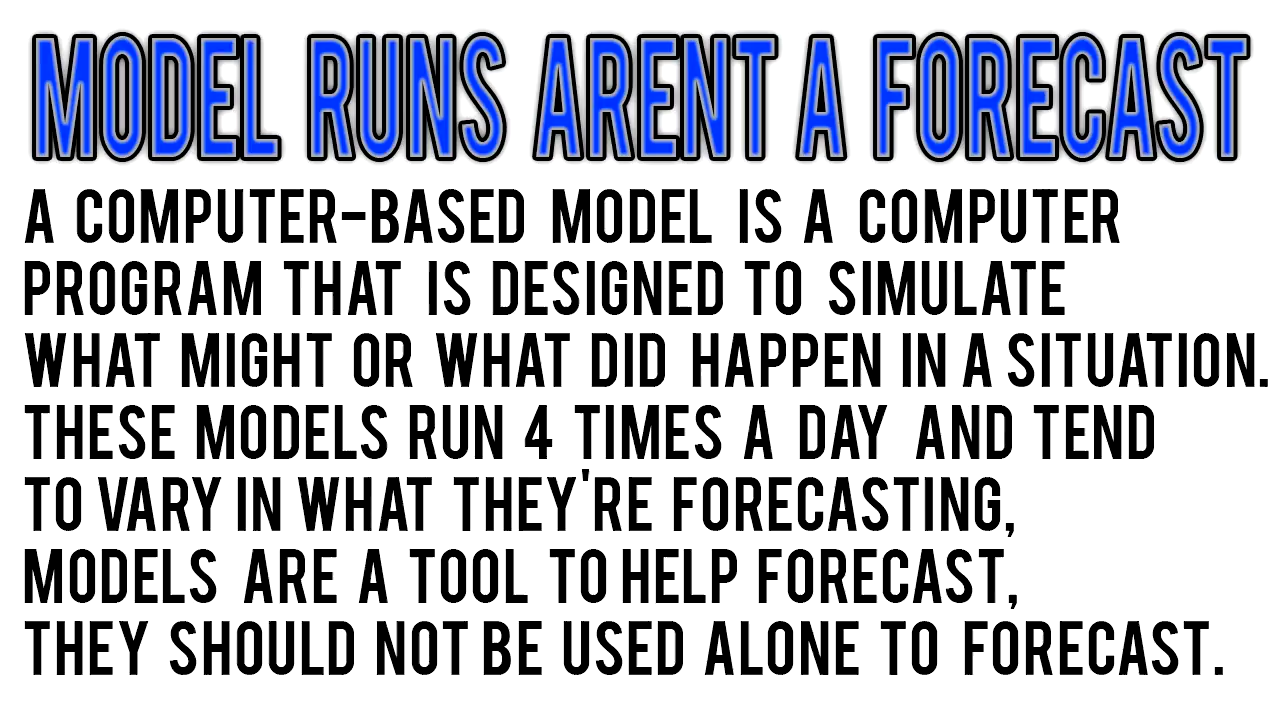 MODEL RUNS ARENT A FORECAST
A COMPUTER-BASED MODEL IS A COMPUTER
PROGRAM THAT IS DESIGNED TO SIMULATE
WHAT MIGHT OR WHAT DID HAPPEN IN A SITUATION.
THESE MODELS RUN 4 TIMES A DAY AND TEND
TO VARY IN WHAT THEY'RE FORECASTING,
MODELS ARE A TOOL TO HELP FORECAST,
THEY SHOULD NOT BE USED ALONE TO FORECAST.